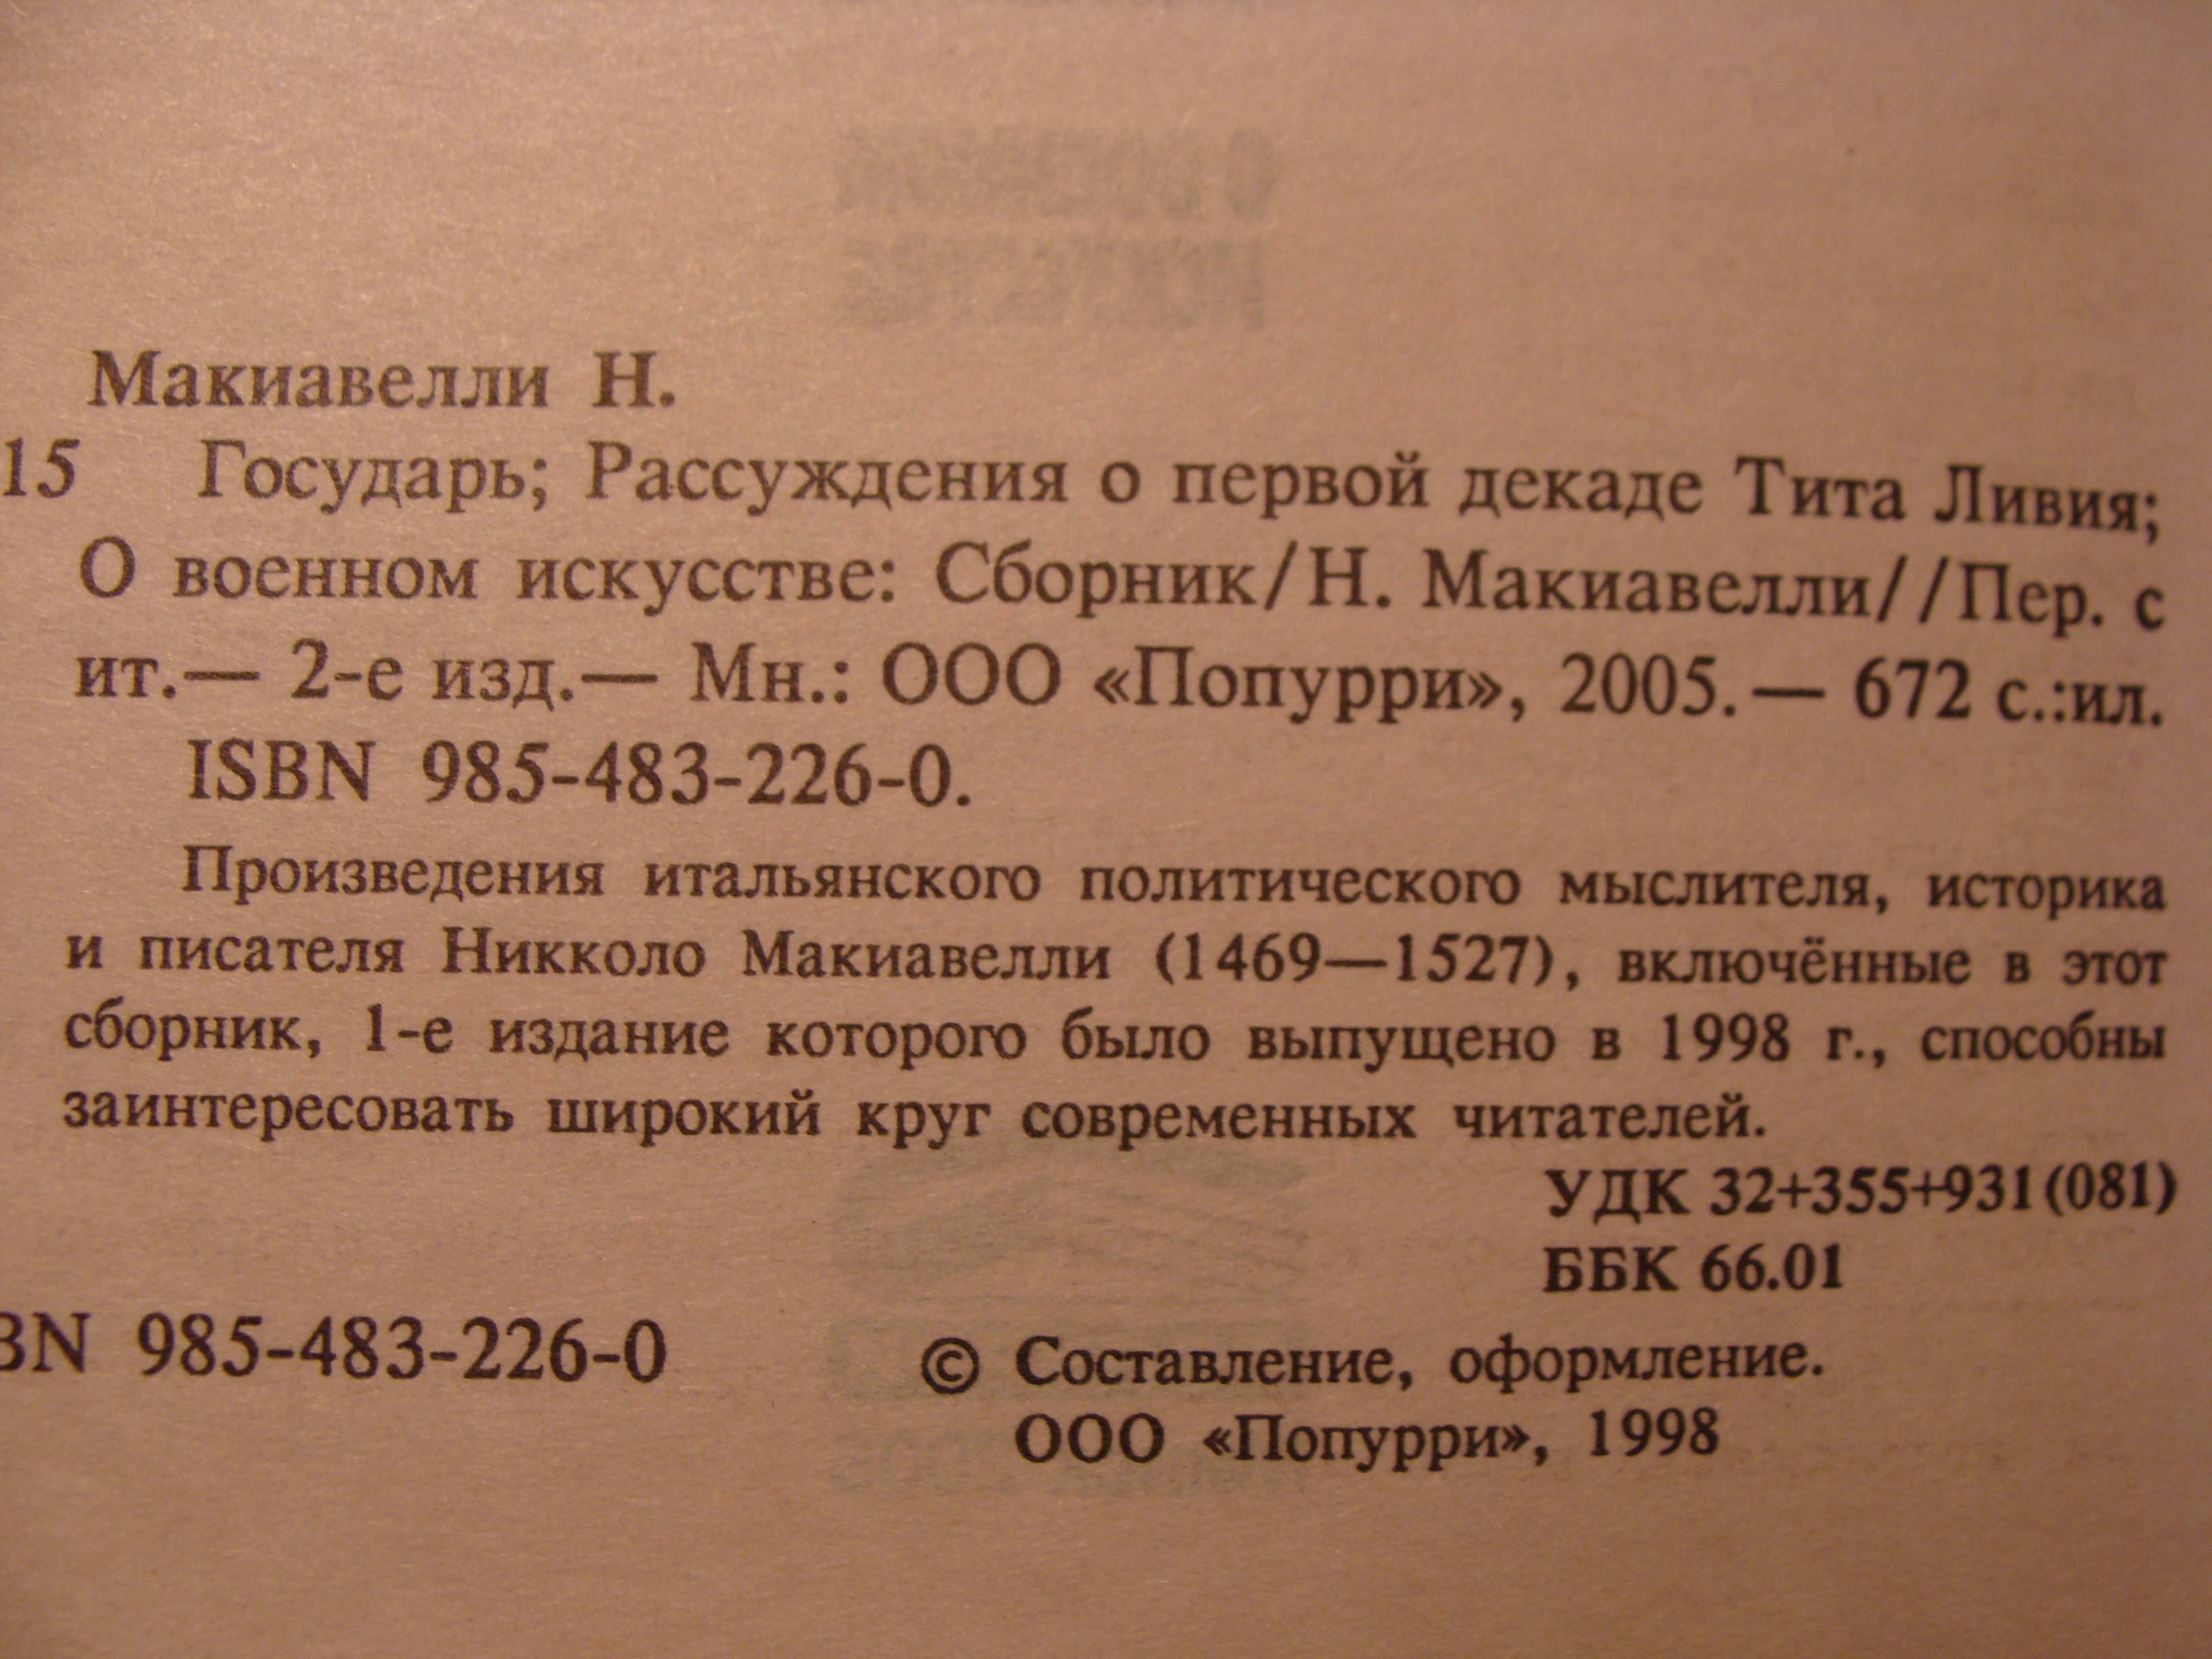 Макиавелли Н.
15 Государь; Рассуждения о первой декаде Тита Ливия;
О военном искусстве: Сборник/Н. Макиавелли//Пер. с
ит.— 2-е изд.— Мн.: ООО «Попурри», 2005.— 672 с.:ил.
ISBN 985-483-226-0.
Произведения итальянского политического мыслителя, историка
и писателя Никколо Макиавелли (1469—1527), включённые в этот
сборник, 1-е издание которого было выпущено в 1998 г., способны
заинтересовать широкий круг современных читателей.
УДК 32+355+931(081)
ББК 66.01
BN 985-483-226-0
© Составление, оформление.
ООО «Попурри», 1998